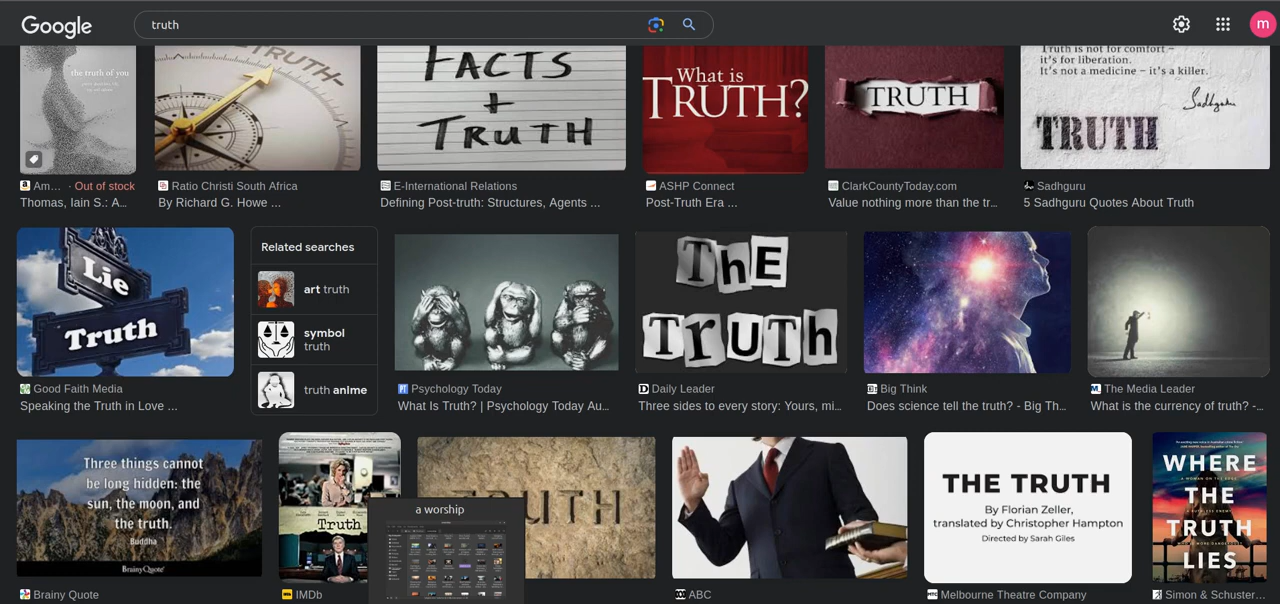 Google
truth
m
the truth of you
TRUTH
FACTS
+
TRUTH
What is
TRUTH?
TRUTH
Truth is not for comfort –
it's for liberation.
It's not a medicine – it's a killer.
Sadhguru
TRUTH
Am... · Out of stock
Thomas, Iain S.: A...
Ratio Christi South Africa
By Richard G. Howe ...
E-International Relations
Defining Post-truth: Structures, Agents ...
ASHP Connect
Post-Truth Era ...
ClarkCountyToday.com
Value nothing more than the tr...
Sadhguru
5 Sadhguru Quotes About Truth
Lie
Truth
Related searches
art truth
symbol
truth
truth anime
ThE
TruTh
Good Faith Media
Speaking the Truth in Love ...
Psychology Today
What Is Truth? | Psychology Today Au...
Daily Leader
Three sides to every story: Yours, mi...
Big Think
Does science tell the truth? - Big Th...
The Media Leader
What is the currency of truth? -...
Three things cannot
be long hidden: the
sun, the moon, and
the truth.
Buddha
BrainyQuote
Truth
a worship
UTH
THE TRUTH
By Florian Zeller,
translated by Christopher Hampton
Directed by Sarah Giles
WHERE
THE
TRUTH
LIES
Brainy Quote
IMDb
ABC
Melbourne Theatre Company
Simon & Schuster...